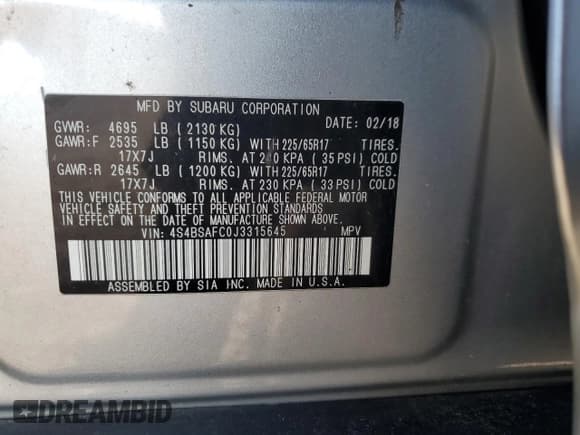 MFD BY SUBARU CORPORATION
GVWR: 4695 LB ( 2130 KG) DATE: 02/18
GAWR:F 2535 LB ( 1150 KG) WITH 225/65R17 TIRES.
17X7J RIMS. AT 240 KPA ( 35 PSI) COLD
GAWR:R 2645 LB ( 1200 KG) WITH 225/65R17 TIRES.
17X7J RIMS. AT 230 KPA ( 33 PSI) COLD
THIS VEHICLE CONFORMS TO ALL APPLICABLE FEDERAL MOTOR
VEHICLE SAFETY AND THEFT PREVENTION STANDARDS
IN EFFECT ON THE DATE OF MANUFACTURE SHOWN ABOVE.
VIN: 4S4BSAFC0J3315645 MPV
ASSEMBLED BY SIA INC. MADE IN U.S.A.
DREAMBID